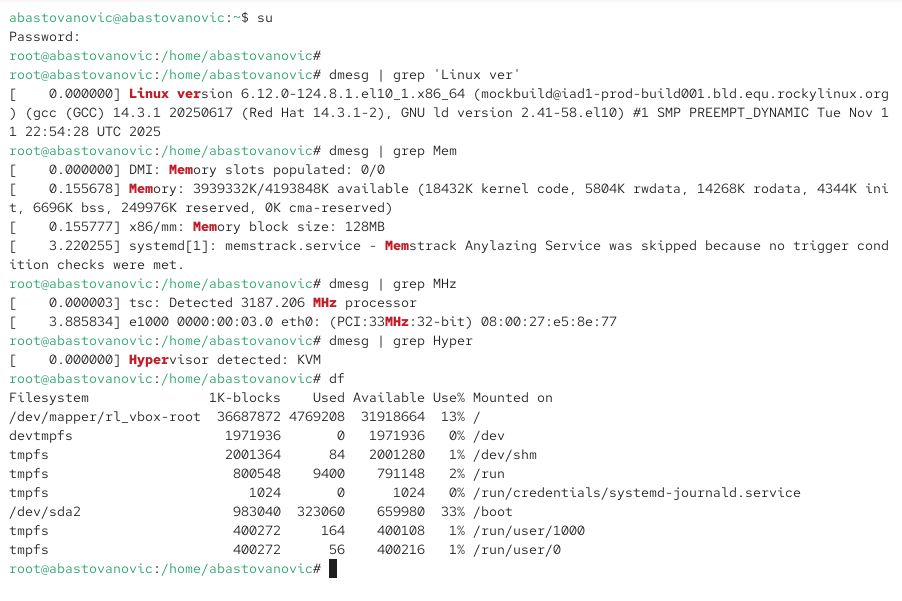 abastovanovic@abastovanovic:~$ su
Password:
root@abastovanovic:/home/abastovanovic#
root@abastovanovic:/home/abastovanovic# dmesg | grep 'Linux ver'
[    0.000000] Linux version 6.12.0-124.8.1.el10_1.x86_64 (mockbuild@iad1-prod-build001.bld.equ.rockylinux.org
) (gcc (GCC) 14.3.1 20250617 (Red Hat 14.3.1-2), GNU ld version 2.41-58.el10) #1 SMP PREEMPT_DYNAMIC Tue Nov 1
1 22:54:28 UTC 2025
root@abastovanovic:/home/abastovanovic# dmesg | grep Mem
[    0.000000] DMI: Memory slots populated: 0/0
[    0.155678] Memory: 3939332K/4193848K available (18432K kernel code, 5804K rwdata, 14268K rodata, 4344K ini
t, 6696K bss, 249976K reserved, 0K cma-reserved)
[    0.155777] x86/mm: Memory block size: 128MB
[    3.220255] systemd[1]: memstrack.service - Memstrack Anylazing Service was skipped because no trigger cond
ition checks were met.
root@abastovanovic:/home/abastovanovic# dmesg | grep MHz
[    0.000003] tsc: Detected 3187.206 MHz processor
[    3.885834] e1000 0000:00:03.0 eth0: (PCI:33MHz:32-bit) 08:00:27:e5:8e:77
root@abastovanovic:/home/abastovanovic# dmesg | grep Hyper
[    0.000000] Hypervisor detected: KVM
root@abastovanovic:/home/abastovanovic# df
Filesystem               1K-blocks    Used Available Use% Mounted on
/dev/mapper/rl_vbox-root  36687872 4769208  31918664  13% /
devtmpfs                   1971936       0   1971936   0% /dev
tmpfs                      2001364      84   2001280   1% /dev/shm
tmpfs                       800548    9400    791148   2% /run
tmpfs                         1024       0      1024   0% /run/credentials/systemd-journald.service
/dev/sda2                   983040  323060    659980  33% /boot
tmpfs                       400272     164    400108   1% /run/user/1000
tmpfs                       400272      56    400216   1% /run/user/0
root@abastovanovic:/home/abastovanovic#